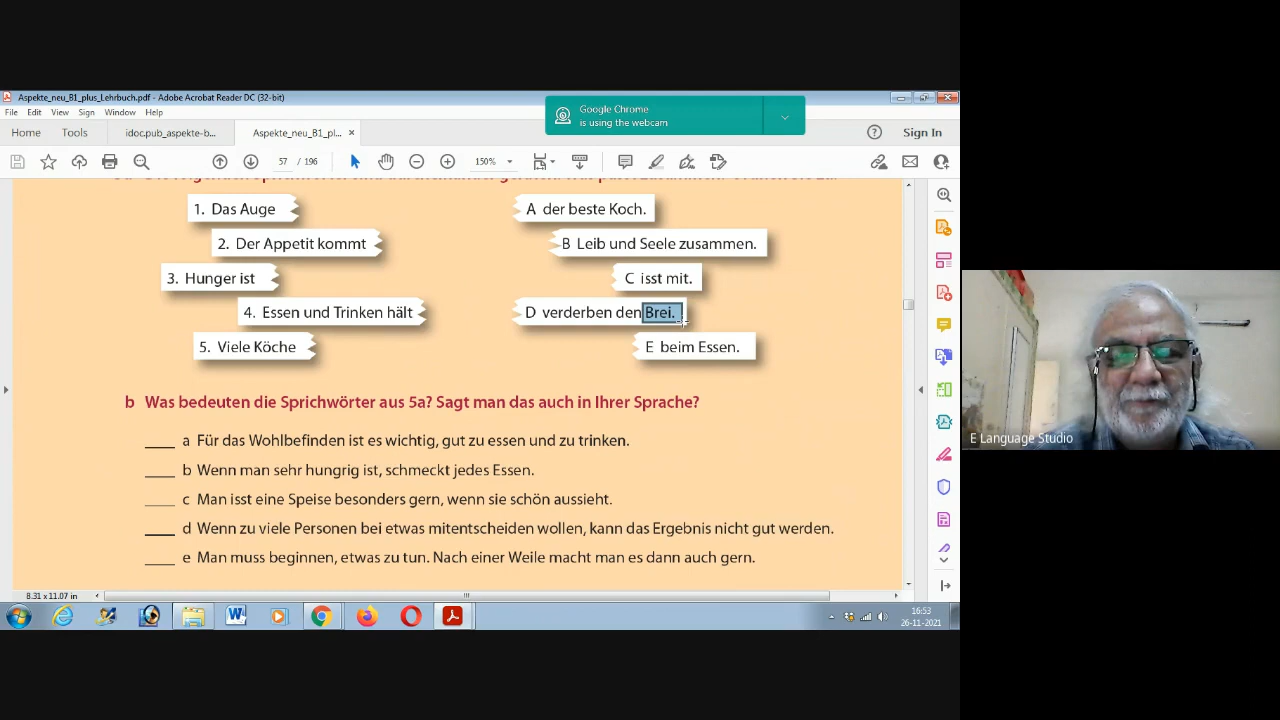 Aspekte_neu_B1_plus_Lehrbuch.pdf - Adobe Acrobat Reader DC (32-bit)
File Edit View Sign Window Help
Google Chrome
is using the webcam
Home Tools idoc.pub_aspekte-b... Aspekte_neu_B1_pl... × Sign In
57 / 196 150%
1. Das Auge
A der beste Koch.
2. Der Appetit kommt
B Leib und Seele zusammen.
3. Hunger ist
C isst mit.
4. Essen und Trinken hält
D verderben den Brei.
5. Viele Köche
E beim Essen.
b Was bedeuten die Sprichwörter aus 5a? Sagt man das auch in Ihrer Sprache?
____ a Für das Wohlbefinden ist es wichtig, gut zu essen und zu trinken.
____ b Wenn man sehr hungrig ist, schmeckt jedes Essen.
____ c Man isst eine Speise besonders gern, wenn sie schön aussieht.
____ d Wenn zu viele Personen bei etwas mitentscheiden wollen, kann das Ergebnis nicht gut werden.
____ e Man muss beginnen, etwas zu tun. Nach einer Weile macht man es dann auch gern.
8.31 x 11.07 in
16:53
26-11-2021
E Language Studio